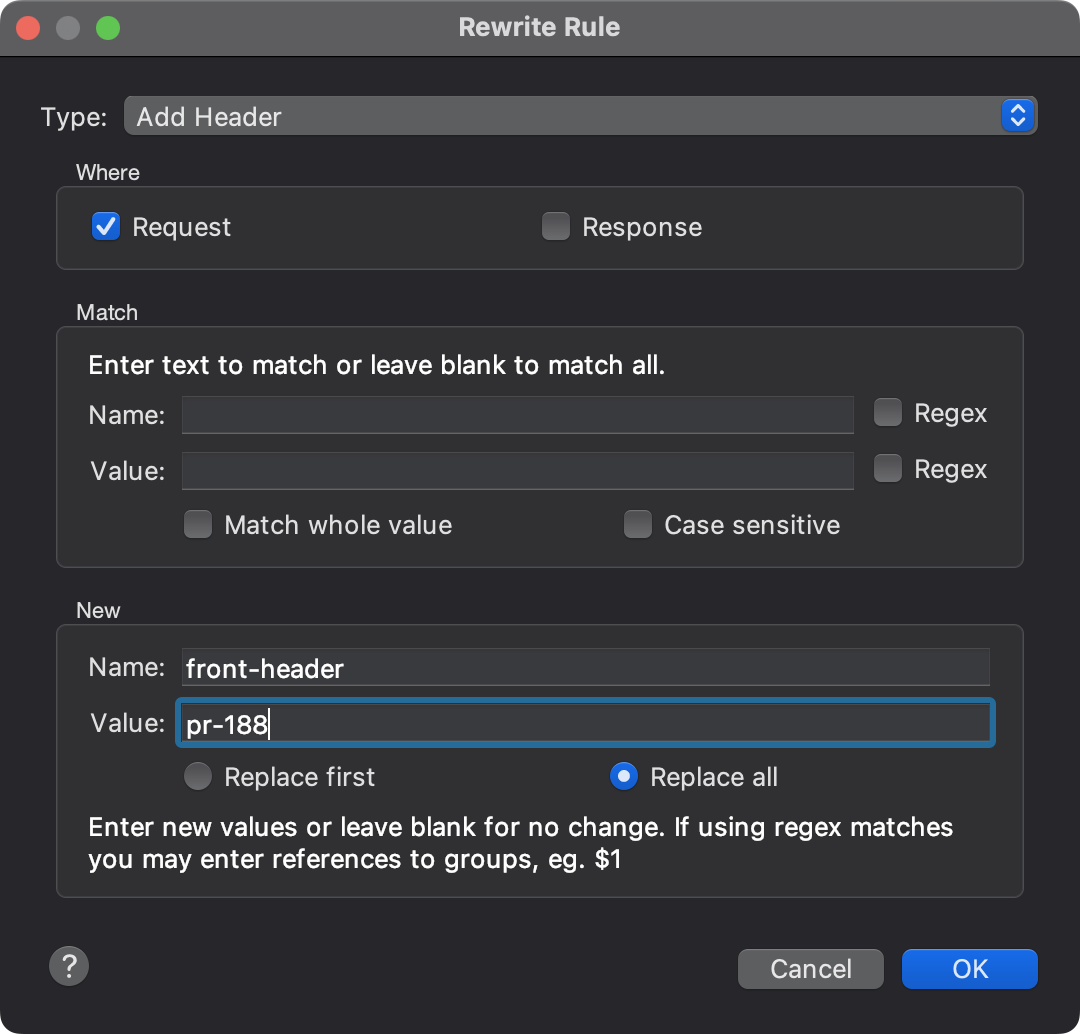 Rewrite Rule
Type: Add Header
Where
Request Response
Match
Enter text to match or leave blank to match all.
Name: Regex
Value: Regex
Match whole value Case sensitive
New
Name: front-header
Value: pr-188
Replace first Replace all
Enter new values or leave blank for no change. If using regex matches
you may enter references to groups, eg. $1
? Cancel OK